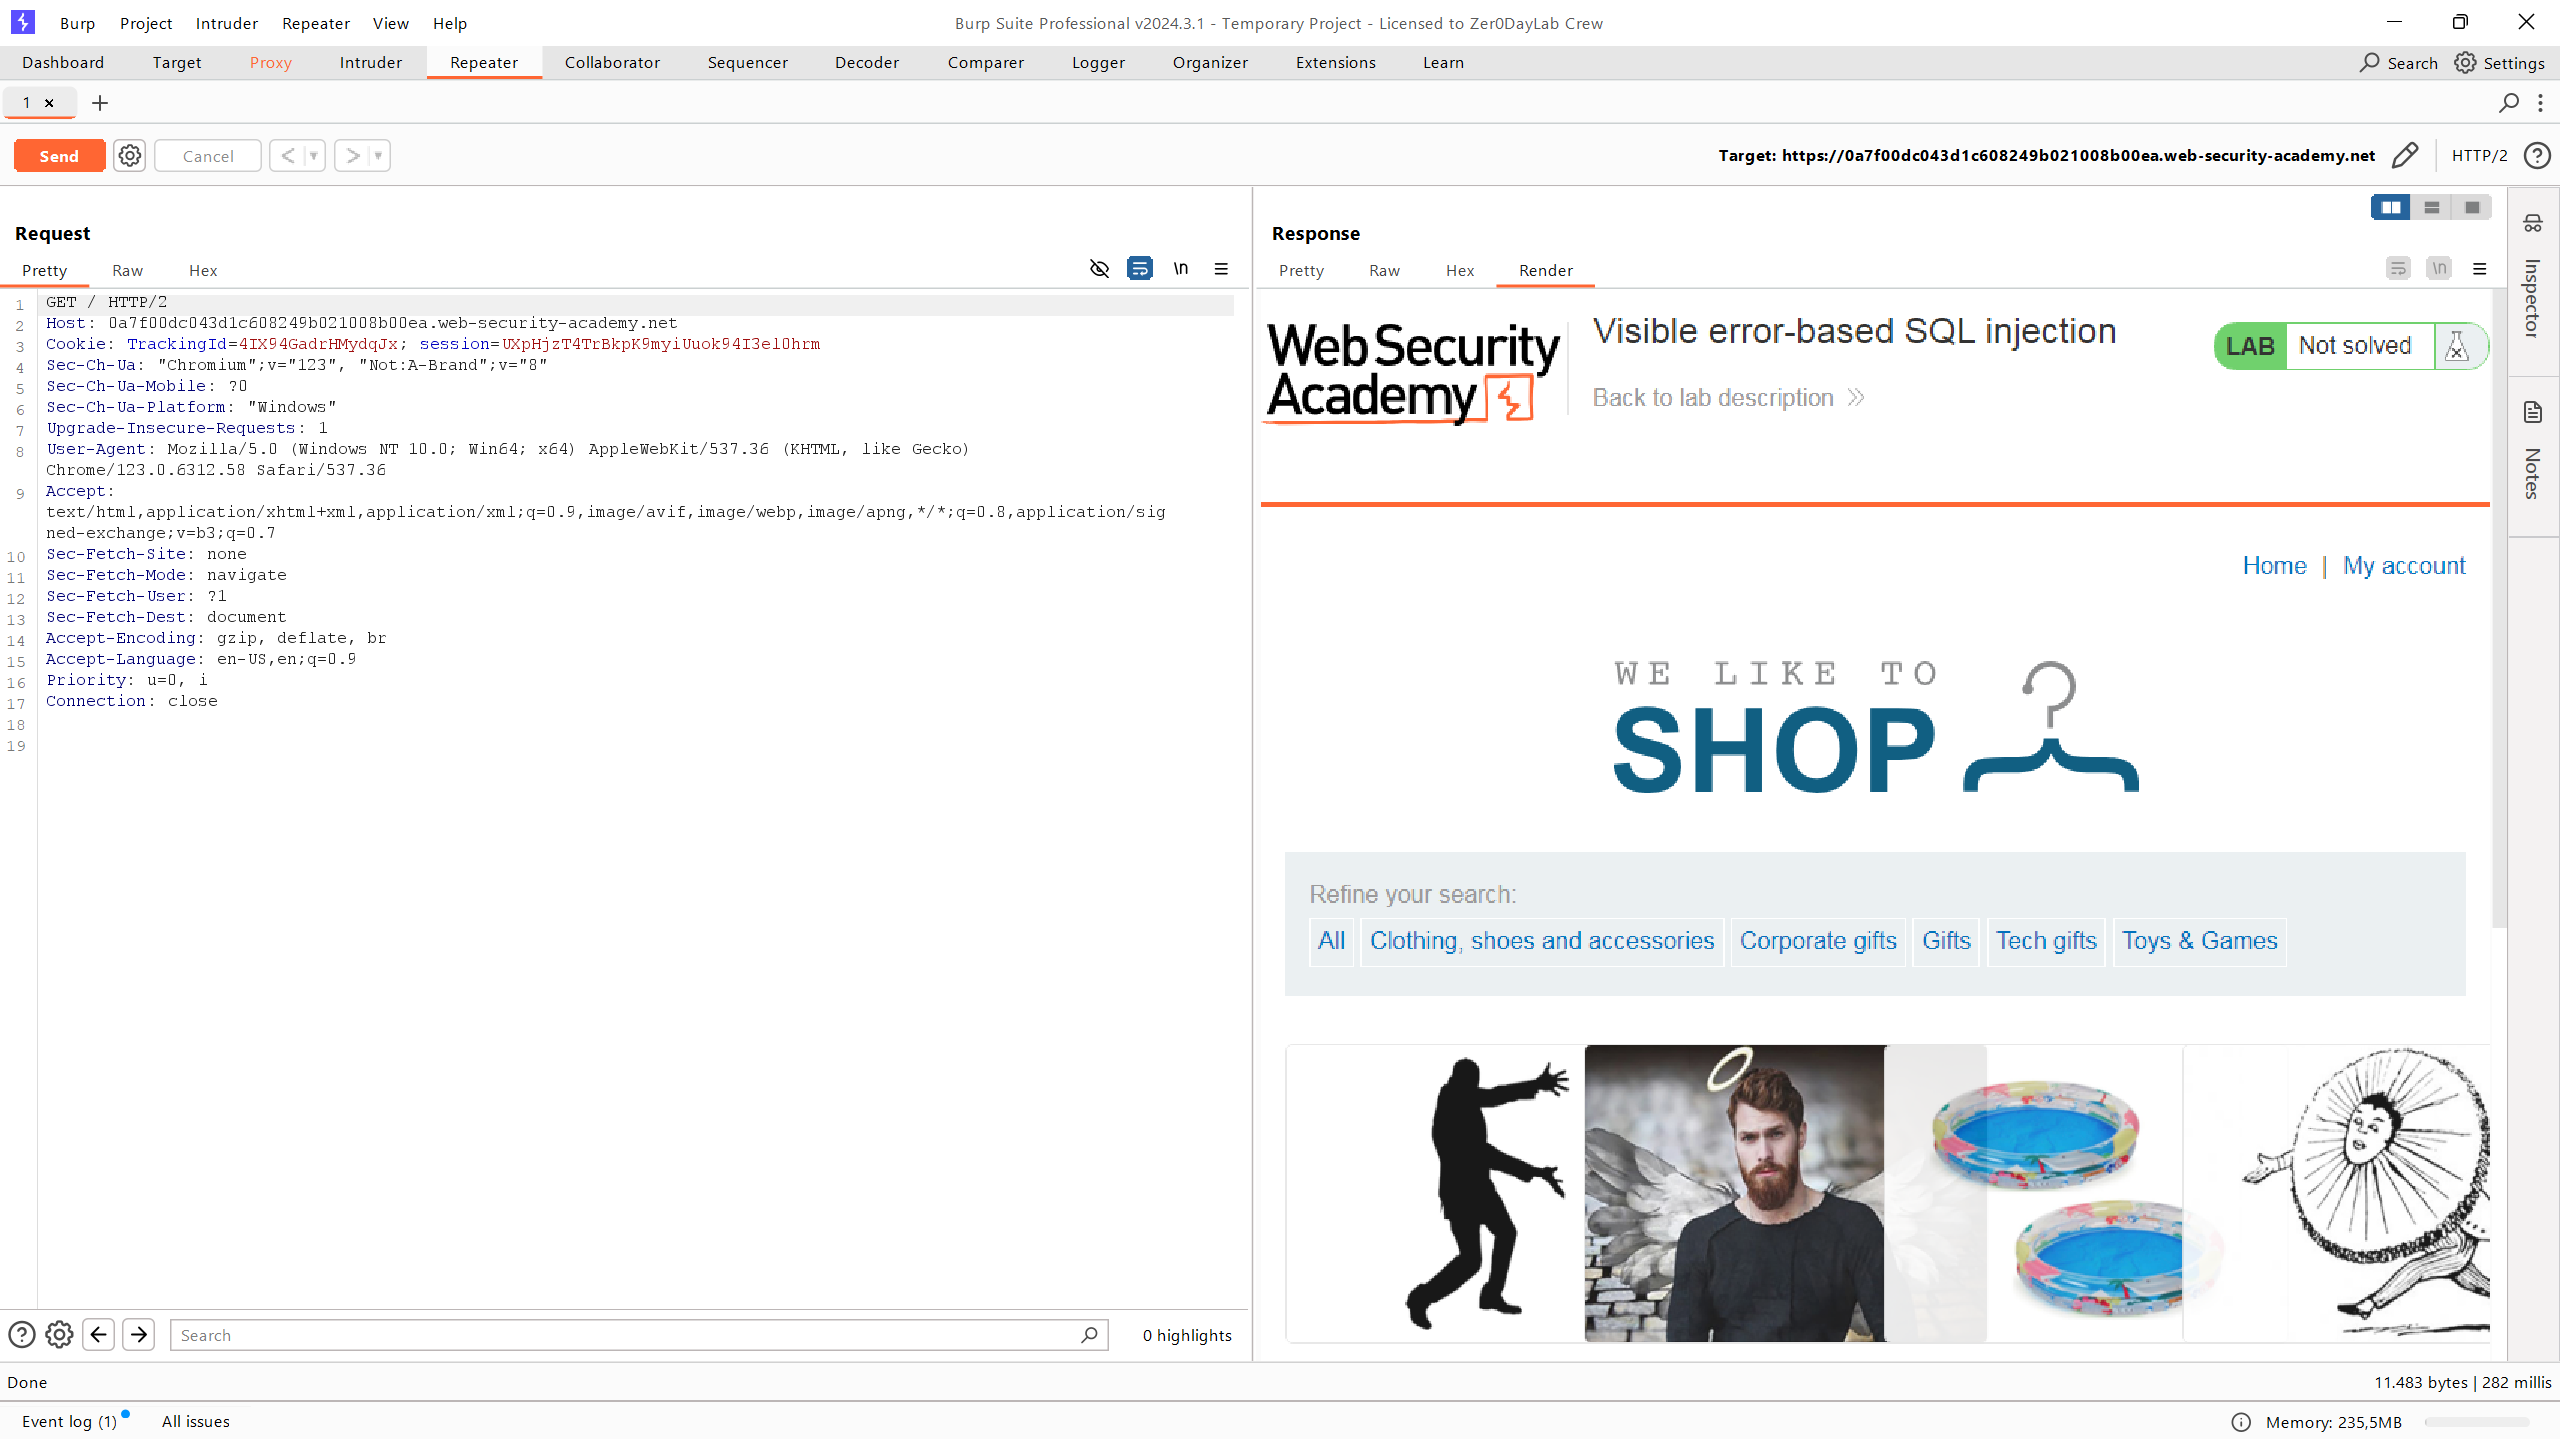 Burp Project Intruder Repeater View Help Burp Suite Professional v2024.3.1 - Temporary Project - Licensed to Zer0DayLab Crew
Dashboard Target Proxy Intruder Repeater Collaborator Sequencer Decoder Comparer Logger Organizer Extensions Learn Search Settings
1 × +
Send Cancel < > Target: https://0a7f00dc043d1c608249b021008b00ea.web-security-academy.net HTTP/2
Request
Pretty Raw Hex \n
1 GET / HTTP/2
2 Host: 0a7f00dc043d1c608249b021008b00ea.web-security-academy.net
3 Cookie: TrackingId=4IX94GadrHMydqJx; session=UXpHjzT4TrBkpK9myiUuok94I3el0hrm
4 Sec-Ch-Ua: "Chromium";v="123", "Not:A-Brand";v="8"
5 Sec-Ch-Ua-Mobile: ?0
6 Sec-Ch-Ua-Platform: "Windows"
7 Upgrade-Insecure-Requests: 1
8 User-Agent: Mozilla/5.0 (Windows NT 10.0; Win64; x64) AppleWebKit/537.36 (KHTML, like Gecko)
Chrome/123.0.6312.58 Safari/537.36
9 Accept:
text/html,application/xhtml+xml,application/xml;q=0.9,image/avif,image/webp,image/apng,*/*;q=0.8,application/sig
ned-exchange;v=b3;q=0.7
10 Sec-Fetch-Site: none
11 Sec-Fetch-Mode: navigate
12 Sec-Fetch-User: ?1
13 Sec-Fetch-Dest: document
14 Accept-Encoding: gzip, deflate, br
15 Accept-Language: en-US,en;q=0.9
16 Priority: u=0, i
17 Connection: close
18
19
Search 0 highlights
Response
Pretty Raw Hex Render \n
Web Security
Academy
Visible error-based SQL injection
Back to lab description
LAB Not solved
Home | My account
WE LIKE TO
SHOP
Refine your search:
All Clothing, shoes and accessories Corporate gifts Gifts Tech gifts Toys & Games
Inspector
Notes
Done 11.483 bytes | 282 millis
Event log (1) All issues Memory: 235,5MB